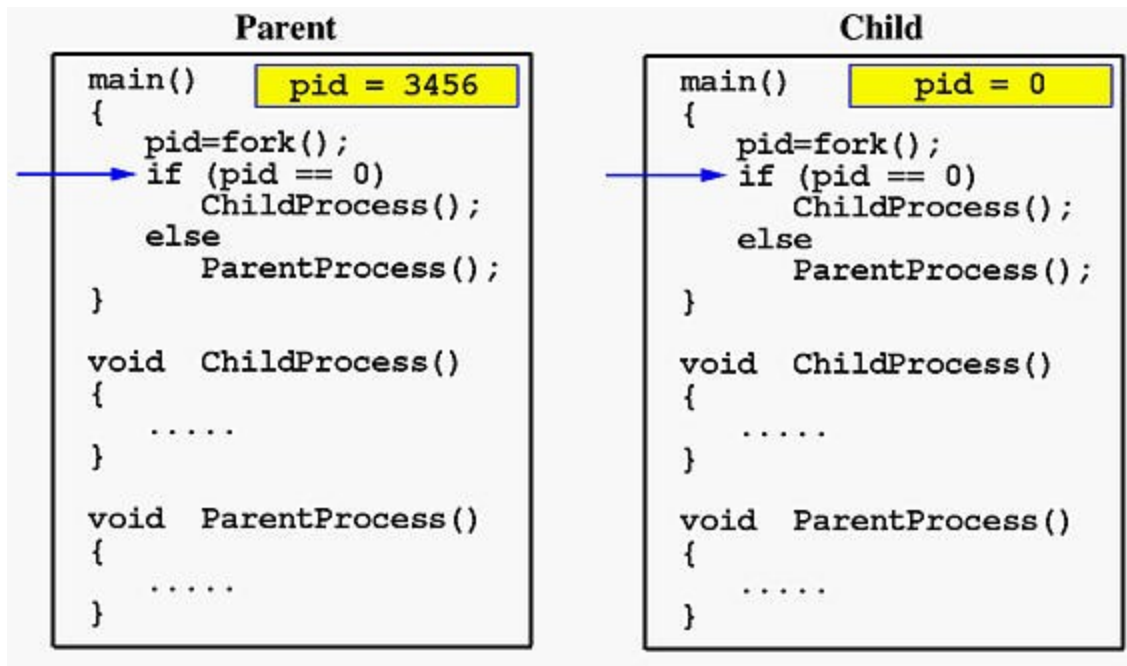 Parent
main()
pid = 3456
{
pid=fork();
if (pid == 0)
ChildProcess();
else
ParentProcess();
}
void ChildProcess()
{
.....
}
void ParentProcess()
{
.....
}
Child
main()
pid = 0
{
pid=fork();
if (pid == 0)
ChildProcess();
else
ParentProcess();
}
void ChildProcess()
{
.....
}
void ParentProcess()
{
.....
}